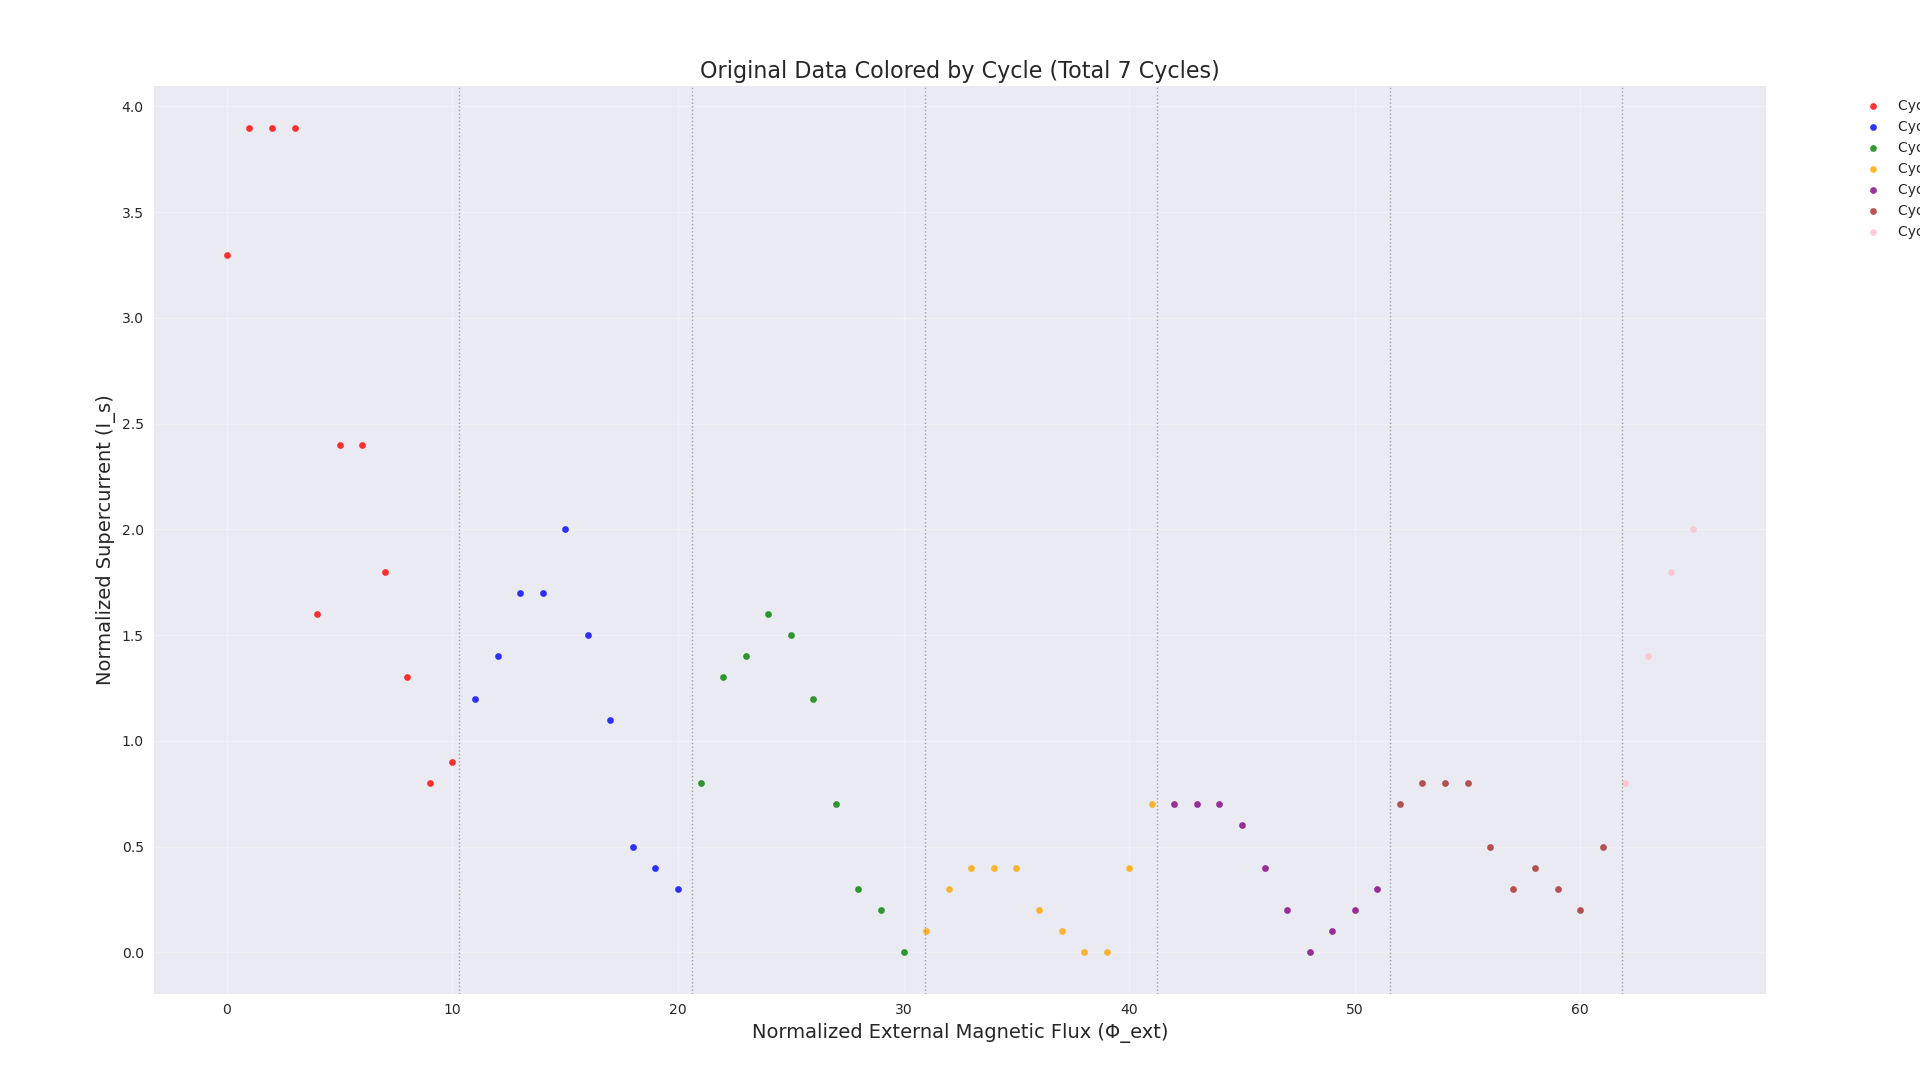 Original Data Colored by Cycle (Total 7 Cycles)
4.0
3.5
3.0
2.5
2.0
1.5
1.0
0.5
0.0
Normalized Supercurrent (I_s)
0 10 20 30 40 50 60
Normalized External Magnetic Flux (Φ_ext)
Cyc
Cyc
Cyc
Cyc
Cyc
Cyc
Cyc